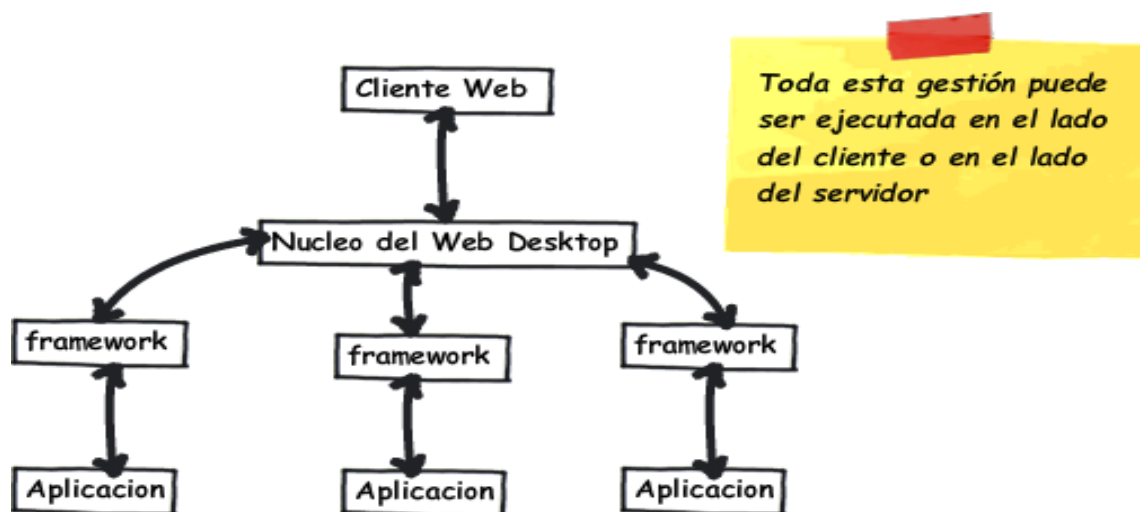 Cliente Web
Toda esta gestión puede
ser ejecutada en el lado
del cliente o en el lado
del servidor
Nucleo del Web Desktop
framework
framework
framework
Aplicacion
Aplicacion
Aplicacion